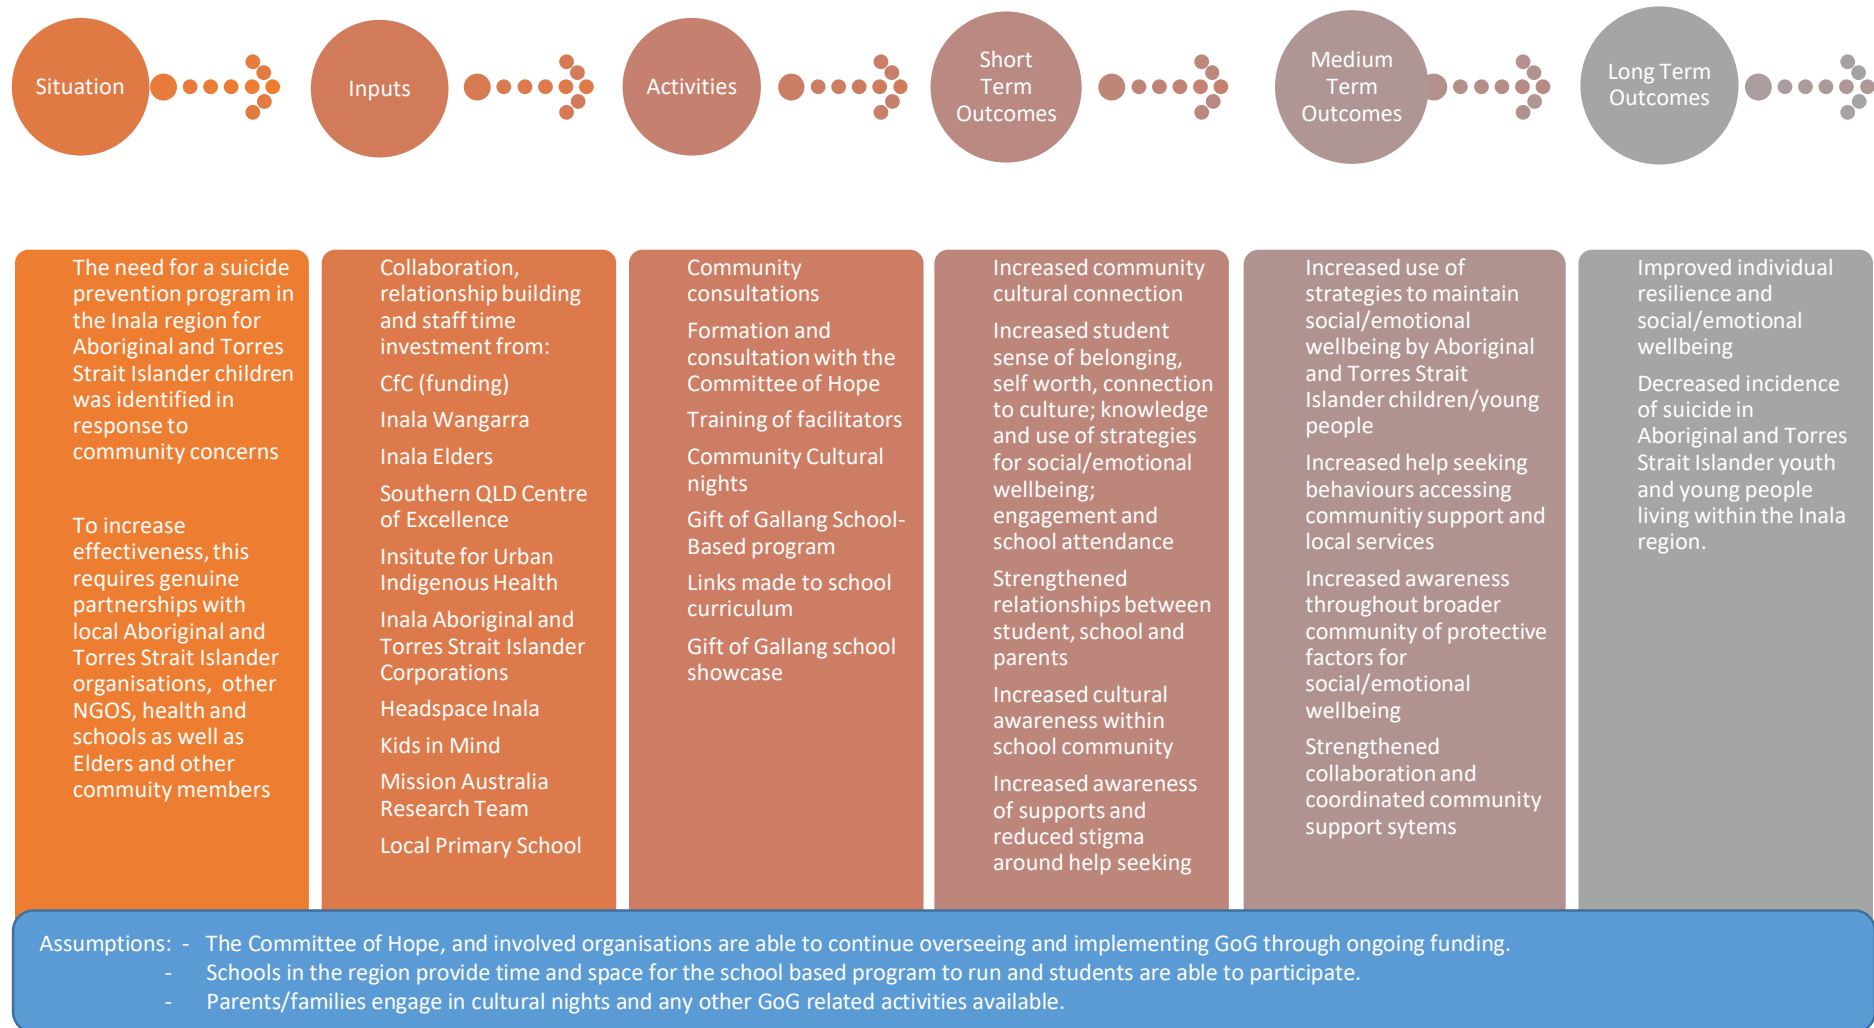 Situation
Inputs
Activities
Short
Term
Outcomes
Medium
Term
Outcomes
Long Term
Outcomes
The need for a suicide
prevention program in
the Inala region for
Aboriginal and Torres
Strait Islander children
was identified in
response to
community concerns
To increase
effectiveness, this
requires genuine
partnerships with
local Aboriginal and
Torres Strait Islander
organisations, other
NGOS, health and
schools as well as
Elders and other
commuity members
Collaboration,
relationship building
and staff time
investment from:
CfC (funding)
Inala Wangarra
Inala Elders
Southern QLD Centre
of Excellence
Insitute for Urban
Indigenous Health
Inala Aboriginal and
Torres Strait Islander
Corporations
Headspace Inala
Kids in Mind
Mission Australia
Research Team
Local Primary School
Community
consultations
Formation and
consultation with the
Committee of Hope
Training of facilitators
Community Cultural
nights
Gift of Gallang School-
Based program
Links made to school
curriculum
Gift of Gallang school
showcase
Increased community
cultural connection
Increased student
sense of belonging,
self worth, connection
to culture; knowledge
and use of strategies
for social/emotional
wellbeing;
engagement and
school attendance
Strengthened
relationships between
student, school and
parents
Increased cultural
awareness within
school community
Increased awareness
of supports and
reduced stigma
around help seeking
Increased use of
strategies to maintain
social/emotional
wellbeing by Aboriginal
and Torres Strait
Islander children/young
people
Increased help seeking
behaviours accessing
communitiy support and
local services
Increased awareness
throughout broader
community of protective
factors for
social/emotional
wellbeing
Strengthened
collaboration and
coordinated community
support sytems
Improved individual
resilience and
social/emotional
wellbeing
Decreased incidence
of suicide in
Aboriginal and Torres
Strait Islander youth
and young people
living within the Inala
region.
Assumptions: - The Committee of Hope, and involved organisations are able to continue overseeing and implementing GoG through ongoing funding.
- Schools in the region provide time and space for the school based program to run and students are able to participate.
- Parents/families engage in cultural nights and any other GoG related activities available.